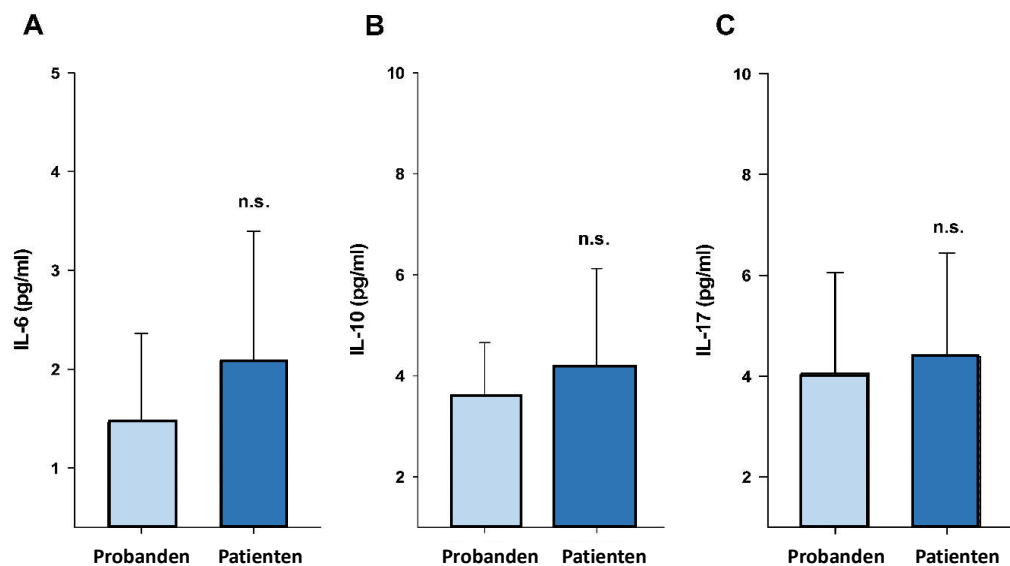 A
5
4
3
2
1
IL-6 (pg/ml)
n.s.
Probanden Patienten
B
10
8
6
4
2
IL-10 (pg/ml)
n.s.
Probanden Patienten
C
10
8
6
4
2
IL-17 (pg/ml)
n.s.
Probanden Patienten